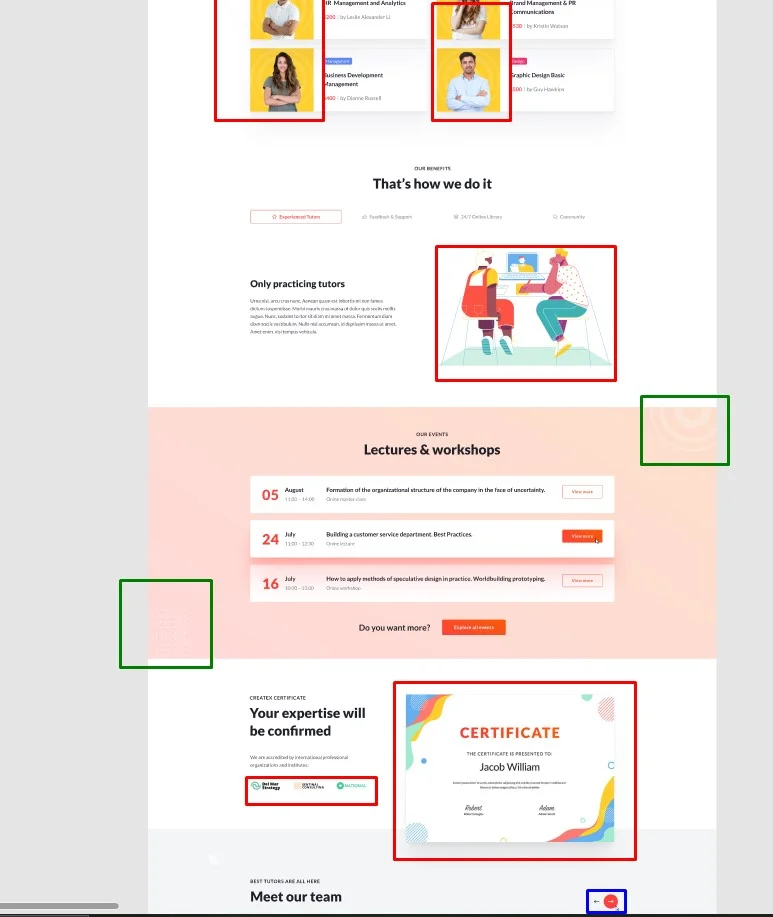 HR Management and Analytics
$200 | by Leslie Alexander Li
Brand Management & PR
Communications
$530 | by Kristin Watson
Management
Business Development
Management
$400 | by Dianne Russell
Design
Graphic Design Basic
$500 | by Guy Hawkins
OUR BENEFITS
That's how we do it
Experienced Tutors
Feedback & Support
24/7 Online Library
Community
Only practicing tutors
Urna nisi, arcu cras nunc. Aenean quam est lobortis mi non fames
dictum suspendisse. Morbi mauris cras massa ut dolor quis sociis mollis
augue. Nunc, sodales tortor sit diam mi amet massa. Fermentum diam
diam sociis vestibulum. Nulla nisl accumsan, id dignissim massa ut amet.
Amet enim, nisi tempus vehicula.
OUR EVENTS
Lectures & workshops
05
August
11:00 – 14:00
Formation of the organizational structure of the company in the face of uncertainty.
Online master-class
View more
24
July
11:00 – 12:30
Building a customer service department. Best Practices.
Online lecture
View more
16
July
10:00 – 13:00
How to apply methods of speculative design in practice. Worldbuilding prototyping.
Online workshop
View more
Do you want more?
Explore all events
CREATEX CERTIFICATE
Your expertise will
be confirmed
We are accredited by international professional
organizations and institutes:
Del Mar
Strategy
SENTINAL
CONSULTING
NATIONAL
CERTIFICATE
THE CERTIFICATE IS PRESENTED TO:
Jacob William
Robert
Adam
BEST TUTORS ARE ALL HERE
Meet our team